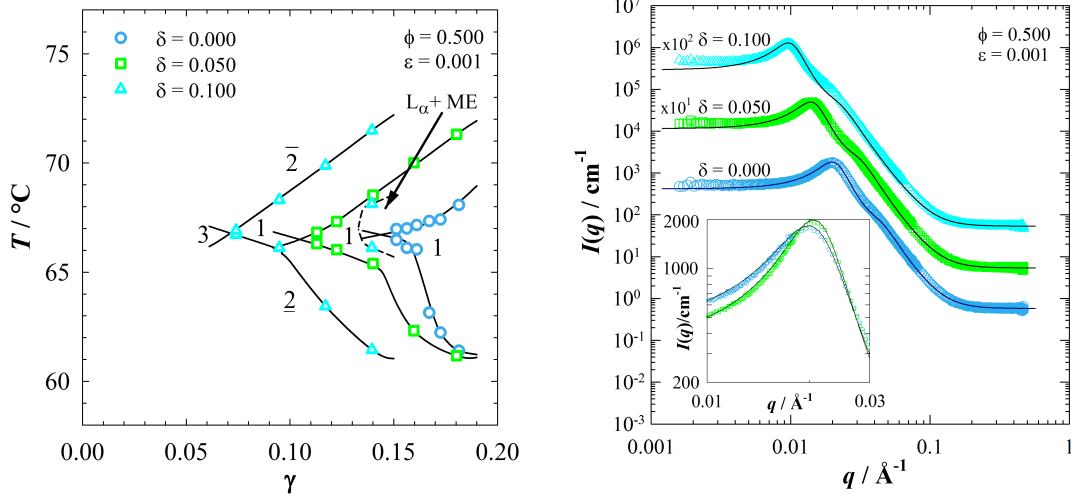 δ = 0.000
δ = 0.050
δ = 0.100
ϕ = 0.500
ε = 0.001
Lα + ME
2̅
3
1
1
1
2̲
75
70
65
60
0.00
0.05
0.10
0.15
0.20
T / °C
γ
10⁷
10⁶
10⁵
10⁴
10³
10²
10¹
10⁰
10⁻¹
10⁻²
10⁻³
I(q) / cm⁻¹
x10² δ = 0.100
x10¹ δ = 0.050
δ = 0.000
ϕ = 0.500
ε = 0.001
2000
1000
200
I(q)/cm⁻¹
0.01
q / Å⁻¹
0.03
0.001
0.01
0.1
1
q / Å⁻¹